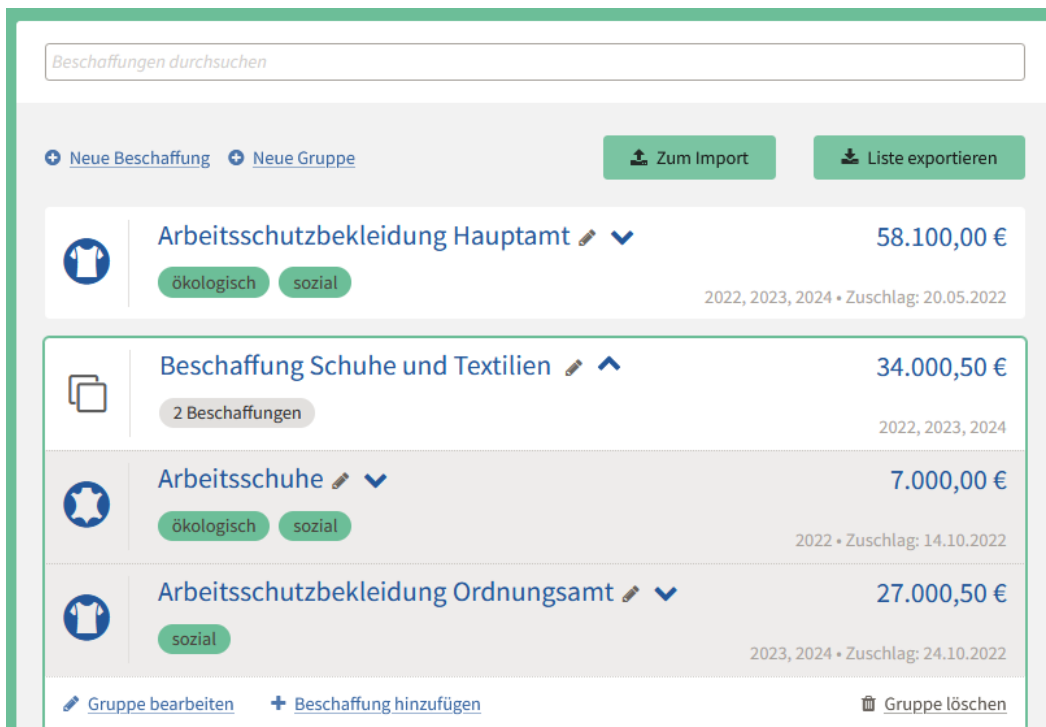 Beschaffungen durchsuchen
Neue Beschaffung Neue Gruppe Zum Import Liste exportieren
Arbeitsschutzbekleidung Hauptamt 58.100,00 €
ökologisch sozial
2022, 2023, 2024 • Zuschlag: 20.05.2022
Beschaffung Schuhe und Textilien 34.000,50 €
2 Beschaffungen
2022, 2023, 2024
Arbeitsschuhe 7.000,00 €
ökologisch sozial
2022 • Zuschlag: 14.10.2022
Arbeitsschutzbekleidung Ordnungsamt 27.000,50 €
sozial
2023, 2024 • Zuschlag: 24.10.2022
Gruppe bearbeiten Beschaffung hinzufügen Gruppe löschen